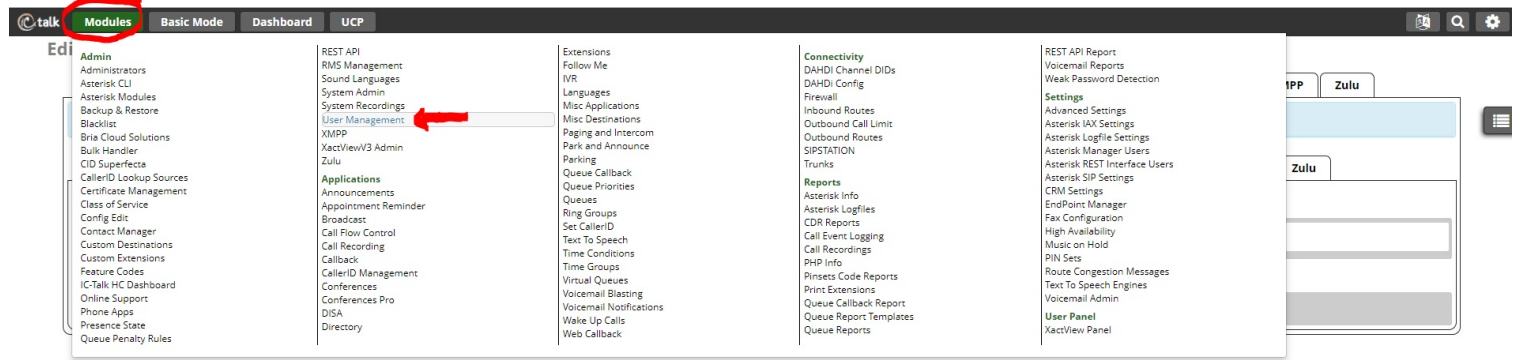 talk Modules Basic Mode Dashboard UCP
Admin
Administrators
Asterisk CLI
Asterisk Modules
Backup & Restore
Blacklist
Bria Cloud Solutions
Bulk Handler
CID Superfecta
CallerID Lookup Sources
Certificate Management
Class of Service
Config Edit
Contact Manager
Custom Destinations
Custom Extensions
Feature Codes
IC-Talk HC Dashboard
Online Support
Phone Apps
Presence State
Queue Penalty Rules
REST API
RMS Management
Sound Languages
System Admin
System Recordings
User Management
XMPP
XactViewV3 Admin
Zulu
Applications
Announcements
Appointment Reminder
Broadcast
Call Flow Control
Call Recording
Callback
CallerID Management
Conferences
Conferences Pro
DISA
Directory
Extensions
Follow Me
IVR
Languages
Misc Applications
Misc Destinations
Paging and Intercom
Park and Announce
Parking
Queue Callback
Queue Priorities
Queues
Ring Groups
Set CallerID
Text To Speech
Time Conditions
Time Groups
Virtual Queues
Voicemail Blasting
Voicemail Notifications
Wake Up Calls
Web Callback
Connectivity
DAHDI Channel DIDs
DAHDi Config
Firewall
Inbound Routes
Outbound Call Limit
Outbound Routes
SIPSTATION
Trunks
Reports
Asterisk Info
Asterisk Logfiles
CDR Reports
Call Event Logging
Call Recordings
PHP Info
Pinsets Code Reports
Print Extensions
Queue Callback Report
Queue Report Templates
Queue Reports
REST API Report
Voicemail Reports
Weak Password Detection
Settings
Advanced Settings
Asterisk IAX Settings
Asterisk Logfile Settings
Asterisk Manager Users
Asterisk REST Interface Users
Asterisk SIP Settings
CRM Settings
EndPoint Manager
Fax Configuration
High Availability
Music on Hold
PIN Sets
Route Congestion Messages
Text To Speech Engines
Voicemail Admin
User Panel
XactView Panel
Zulu
Zulu